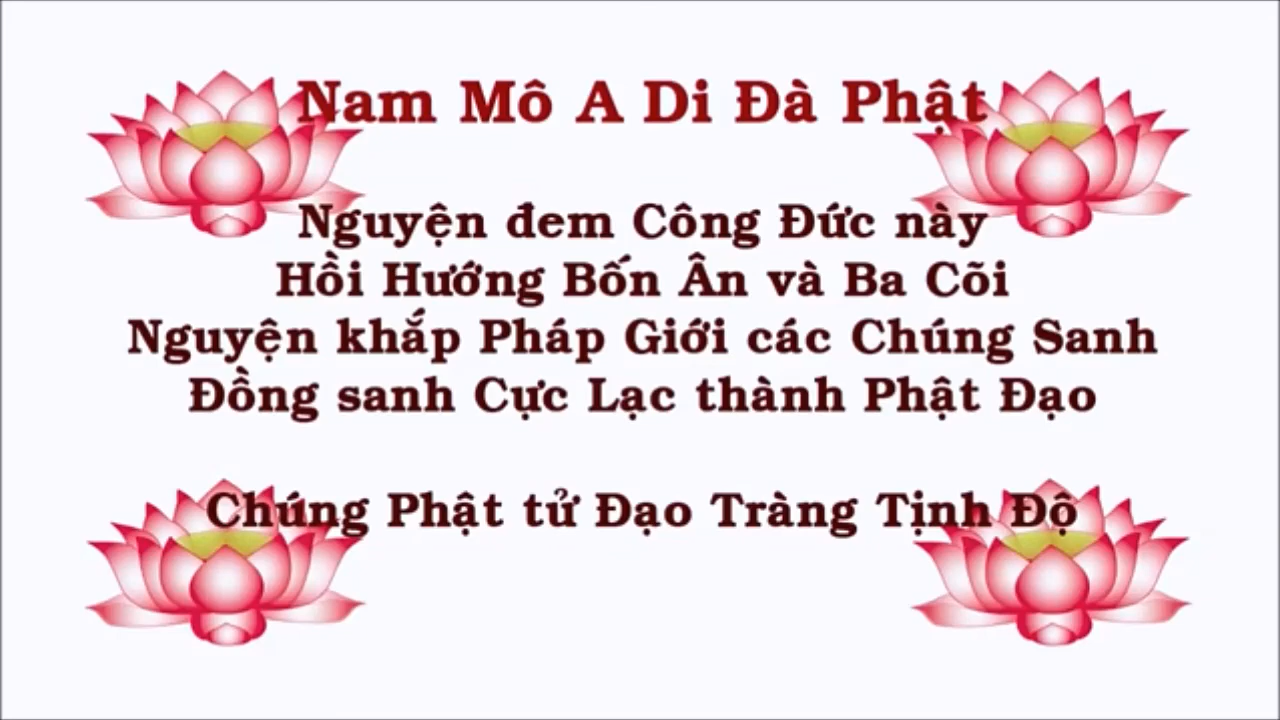 Nam Mô A Di Đà Phật
Nguyện đem Công Đức này
Hồi Hướng Bốn Ân và Ba Cõi
Nguyện khắp Pháp Giới các Chúng Sanh
Đồng sanh Cực Lạc thành Phật Đạo
Chúng Phật tử Đạo Tràng Tịnh Độ